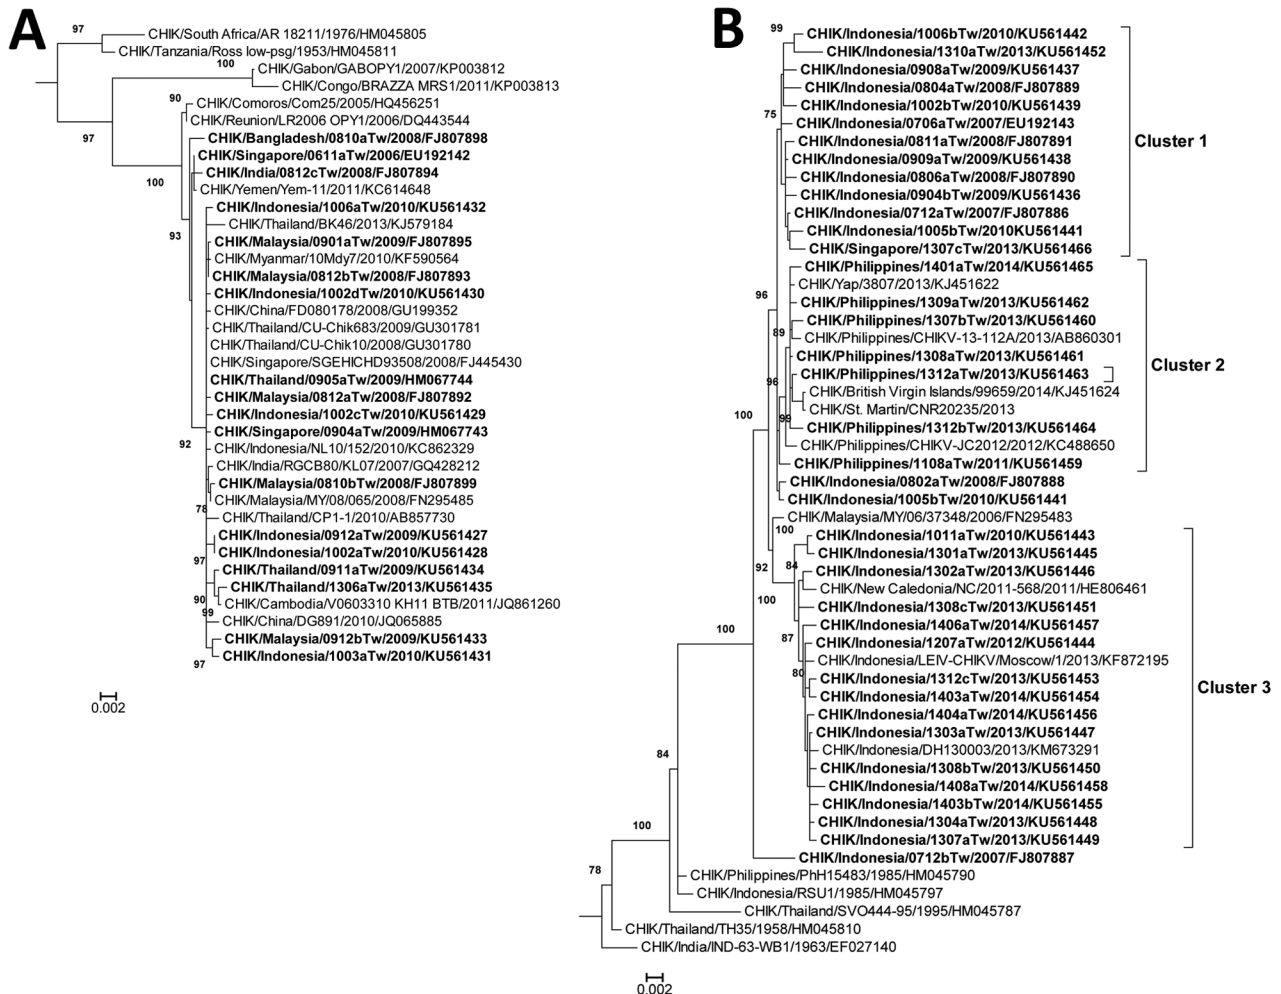 A
97
CHIK/South Africa/AR 18211/1976/HM045805
CHIK/Tanzania/Ross low-psg/1953/HM045811
100
CHIK/Gabon/GABOPY1/2007/KP003812
CHIK/Congo/BRAZZA MRS1/2011/KP003813
90
CHIK/Comoros/Com25/2005/HQ456251
CHIK/Reunion/LR2006 OPY1/2006/DQ443544
97
CHIK/Bangladesh/0810aTw/2008/FJ807898
CHIK/Singapore/0611aTw/2006/EU192142
CHIK/India/0812cTw/2008/FJ807894
100
CHIK/Yemen/Yem-11/2011/KC614648
CHIK/Indonesia/1006aTw/2010/KU561432
CHIK/Thailand/BK46/2013/KJ579184
93
CHIK/Malaysia/0901aTw/2009/FJ807895
CHIK/Myanmar/10Mdy7/2010/KF590564
CHIK/Malaysia/0812bTw/2008/FJ807893
CHIK/Indonesia/1002dTw/2010/KU561430
CHIK/China/FD080178/2008/GU199352
CHIK/Thailand/CU-Chik683/2009/GU301781
CHIK/Thailand/CU-Chik10/2008/GU301780
CHIK/Singapore/SGEHICHD93508/2008/FJ445430
CHIK/Thailand/0905aTw/2009/HM067744
CHIK/Malaysia/0812aTw/2008/FJ807892
CHIK/Indonesia/1002cTw/2010/KU561429
CHIK/Singapore/0904aTw/2009/HM067743
92
CHIK/Indonesia/NL10/152/2010/KC862329
CHIK/India/RGCB80/KL07/2007/GQ428212
CHIK/Malaysia/0810bTw/2008/FJ807899
CHIK/Malaysia/MY/08/065/2008/FN295485
78
CHIK/Thailand/CP1-1/2010/AB857730
CHIK/Indonesia/0912aTw/2009/KU561427
CHIK/Indonesia/1002aTw/2010/KU561428
97
CHIK/Thailand/0911aTw/2009/KU561434
CHIK/Thailand/1306aTw/2013/KU561435
90
CHIK/Cambodia/V0603310 KH11 BTB/2011/JQ861260
99
CHIK/China/DG891/2010/JQ065885
CHIK/Malaysia/0912bTw/2009/KU561433
CHIK/Indonesia/1003aTw/2010/KU561431
97
0.002
B
99
CHIK/Indonesia/1006bTw/2010/KU561442
CHIK/Indonesia/1310aTw/2013/KU561452
CHIK/Indonesia/0908aTw/2009/KU561437
CHIK/Indonesia/0804aTw/2008/FJ807889
CHIK/Indonesia/1002bTw/2010/KU561439
75
CHIK/Indonesia/0706aTw/2007/EU192143
CHIK/Indonesia/0811aTw/2008/FJ807891
Cluster 1
CHIK/Indonesia/0909aTw/2009/KU561438
CHIK/Indonesia/0806aTw/2008/FJ807890
CHIK/Indonesia/0904bTw/2009/KU561436
CHIK/Indonesia/0712aTw/2007/FJ807886
CHIK/Indonesia/1005bTw/2010KU561441
CHIK/Singapore/1307cTw/2013/KU561466
CHIK/Philippines/1401aTw/2014/KU561465
CHIK/Yap/3807/2013/KJ451622
96
CHIK/Philippines/1309aTw/2013/KU561462
CHIK/Philippines/1307bTw/2013/KU561460
89
CHIK/Philippines/CHIKV-13-112A/2013/AB860301
CHIK/Philippines/1308aTw/2013/KU561461
Cluster 2
CHIK/Philippines/1312aTw/2013/KU561463
96
CHIK/British Virgin Islands/99659/2014/KJ451624
CHIK/St. Martin/CNR20235/2013
100
99
CHIK/Philippines/1312bTw/2013/KU561464
CHIK/Philippines/CHIKV-JC2012/2012/KC488650
CHIK/Philippines/1108aTw/2011/KU561459
CHIK/Indonesia/0802aTw/2008/FJ807888
CHIK/Indonesia/1005bTw/2010/KU561441
CHIK/Malaysia/MY/06/37348/2006/FN295483
100
CHIK/Indonesia/1011aTw/2010/KU561443
CHIK/Indonesia/1301aTw/2013/KU561445
92
84
CHIK/Indonesia/1302aTw/2013/KU561446
CHIK/New Caledonia/NC/2011-568/2011/HE806461
100
CHIK/Indonesia/1308cTw/2013/KU561451
CHIK/Indonesia/1406aTw/2014/KU561457
100
87
CHIK/Indonesia/1207aTw/2012/KU561444
CHIK/Indonesia/LEIV-CHIKV/Moscow/1/2013/KF872195
80
CHIK/Indonesia/1312cTw/2013/KU561453
Cluster 3
CHIK/Indonesia/1403aTw/2014/KU561454
CHIK/Indonesia/1404aTw/2014/KU561456
CHIK/Indonesia/1303aTw/2013/KU561447
84
CHIK/Indonesia/DH130003/2013/KM673291
CHIK/Indonesia/1308bTw/2013/KU561450
CHIK/Indonesia/1408aTw/2014/KU561458
CHIK/Indonesia/1403bTw/2014/KU561455
CHIK/Indonesia/1304aTw/2013/KU561448
100
CHIK/Indonesia/1307aTw/2013/KU561449
CHIK/Indonesia/0712bTw/2007/FJ807887
78
CHIK/Philippines/PhH15483/1985/HM045790
CHIK/Indonesia/RSU1/1985/HM045797
CHIK/Thailand/SVO444-95/1995/HM045787
CHIK/Thailand/TH35/1958/HM045810
CHIK/India/IND-63-WB1/1963/EF027140
0.002